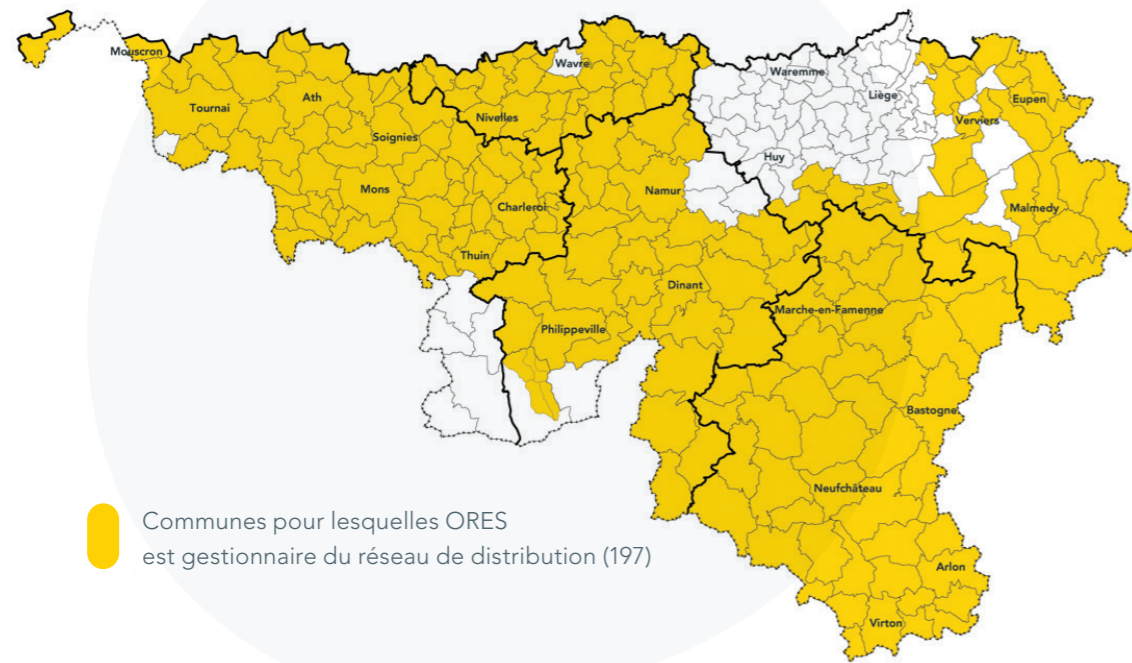 Mouscron
Wavre
Waremme
Liège
Ath
Tournai
Eupen
Verviers
Nivelles
Soignies
Huy
Mons
Namur
Charleroi
Malmedy
Thuin
Dinant
Marche-en-Famenne
Philippeville
Bastogne
Neufchâteau
Communes pour lesquelles ORES
est gestionnaire du réseau de distribution (197)
Arlon
Virton